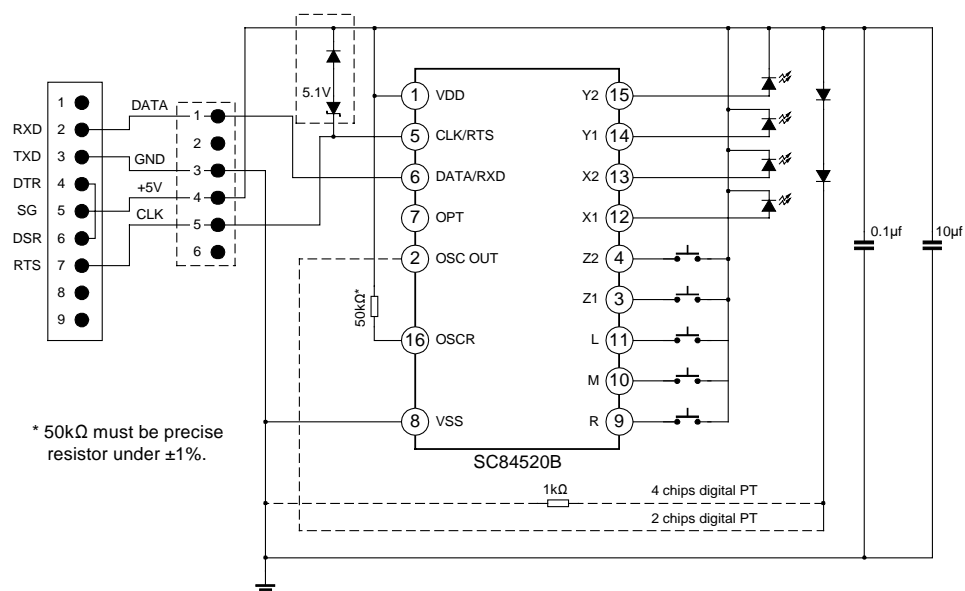 1
RXD 2
TXD 3
DTR 4
SG 5
DSR 6
RTS 7
8
9
DATA
GND
+5V
CLK
1
2
3
4
5
6
5.1V
50kΩ*
1 VDD
5 CLK/RTS
6 DATA/RXD
7 OPT
2 OSC OUT
16 OSCR
8 VSS
Y2 15
Y1 14
X2 13
X1 12
Z2 4
Z1 3
L 11
M 10
R 9
SC84520B
0.1µf
10µf
* 50kΩ must be precise
resistor under ±1%.
1kΩ
4 chips digital PT
2 chips digital PT